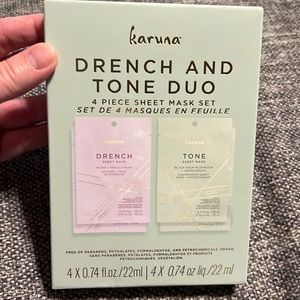 karuna
DRENCH AND
TONE DUO
4 PIECE SHEET MASK SET
SET DE 4 MASQUES EN FEUILLE
karuna
DRENCH
SHEET MASK
karuna
TONE
SHEET MASK
FREE OF PARABENS, PHTHALATES, FORMALDEHYDE, AND PETROCHEMICALS. VEGAN.
SANS PARABÈNES, PHTALATES, FORMALDÉHYDES ET PRODUITS
PÉTROCHIMIQUES. VÉGÉTALIEN.
4 X 0.74 fl.oz./22ml | 4X 0.74 oz liq./22 ml